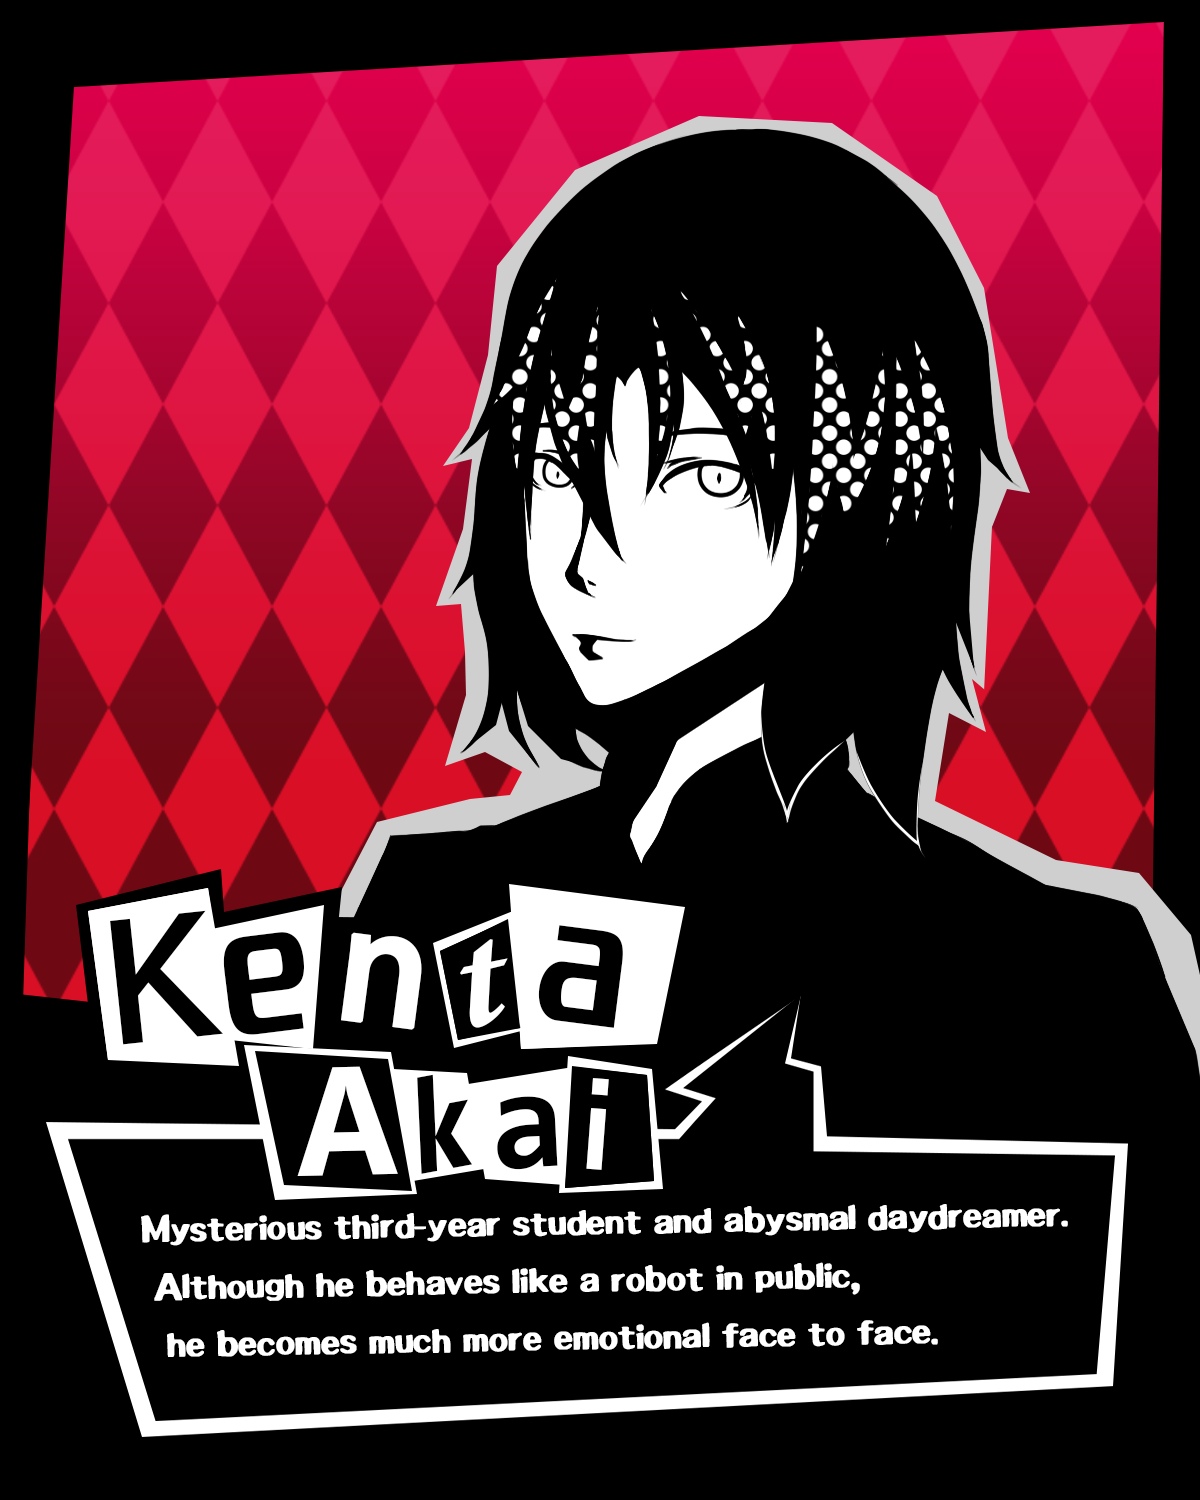 Kenta
Akai
Mysterious third-year student and abysmal daydreamer.
Although he behaves like a robot in public,
he becomes much more emotional face to face.